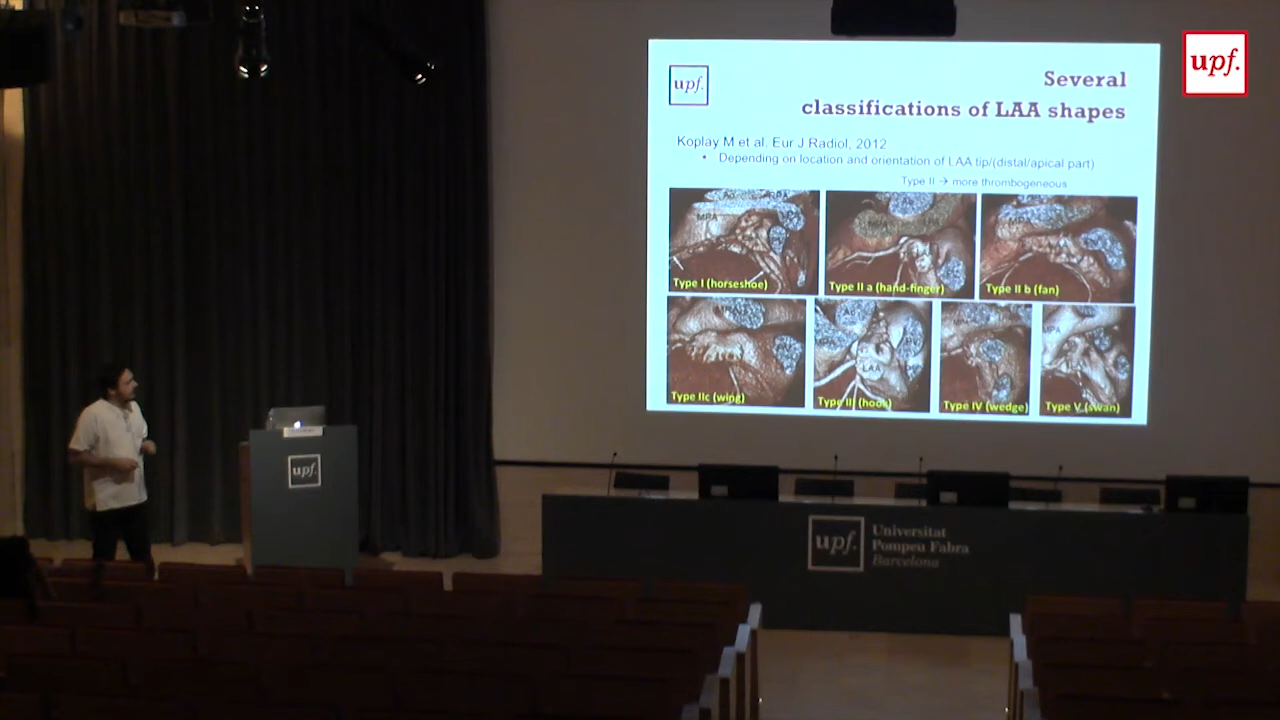 upf.
upf.
Several
classifications of LAA shapes
Koplay M et al, Eur J Radiol, 2012
• Depending on location and orientation of LAA tip/(distal/apical part)
Type II → more thrombogeneous
MPA
Type I (horseshoe)
Type II a (hand-finger)
Type II b (fan)
Type IIc (wing)
LAA
Type III (hook)
Type IV (wedge)
MPA
Type V (swan)
upf.
upf.
Universitat
Pompeu Fabra
Barcelona